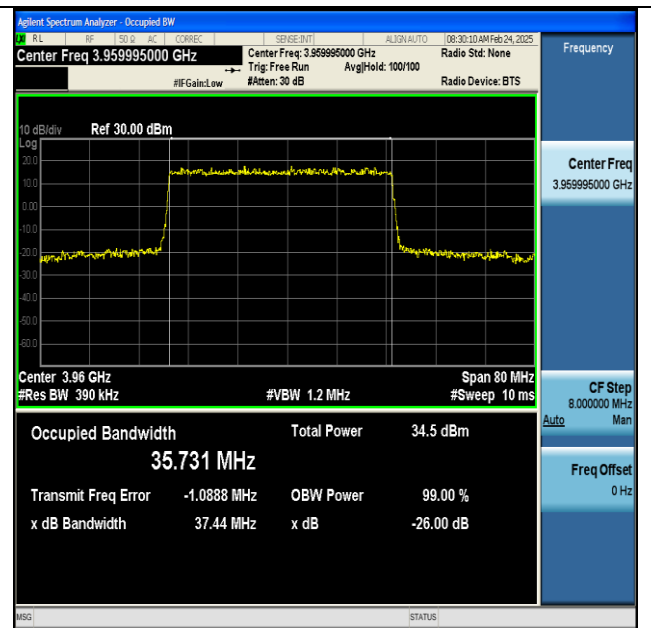 Agilent Spectrum Analyzer - Occupied BW
RL RF 50 Ω AC CORREC SENSE:INT ALIGN AUTO 08:30:10 AM Feb 24, 2025
Center Freq 3.959995000 GHz
Center Freq: 3.959995000 GHz Radio Std: None
Trig: Free Run Avg|Hold: 100/100
#IFGain:Low #Atten: 30 dB Radio Device: BTS
Frequency
10 dB/div Ref 30.00 dBm
Log
20.0
10.0
0.00
-10.0
-20.0
-30.0
-40.0
-50.0
-60.0
Center 3.96 GHz Span 80 MHz
#Res BW 390 kHz #VBW 1.2 MHz #Sweep 10 ms
Occupied Bandwidth Total Power 34.5 dBm
35.731 MHz
Transmit Freq Error -1.0888 MHz OBW Power 99.00 %
x dB Bandwidth 37.44 MHz x dB -26.00 dB
Center Freq
3.959995000 GHz
CF Step
8.000000 MHz
Auto Man
Freq Offset
0 Hz
MSG STATUS